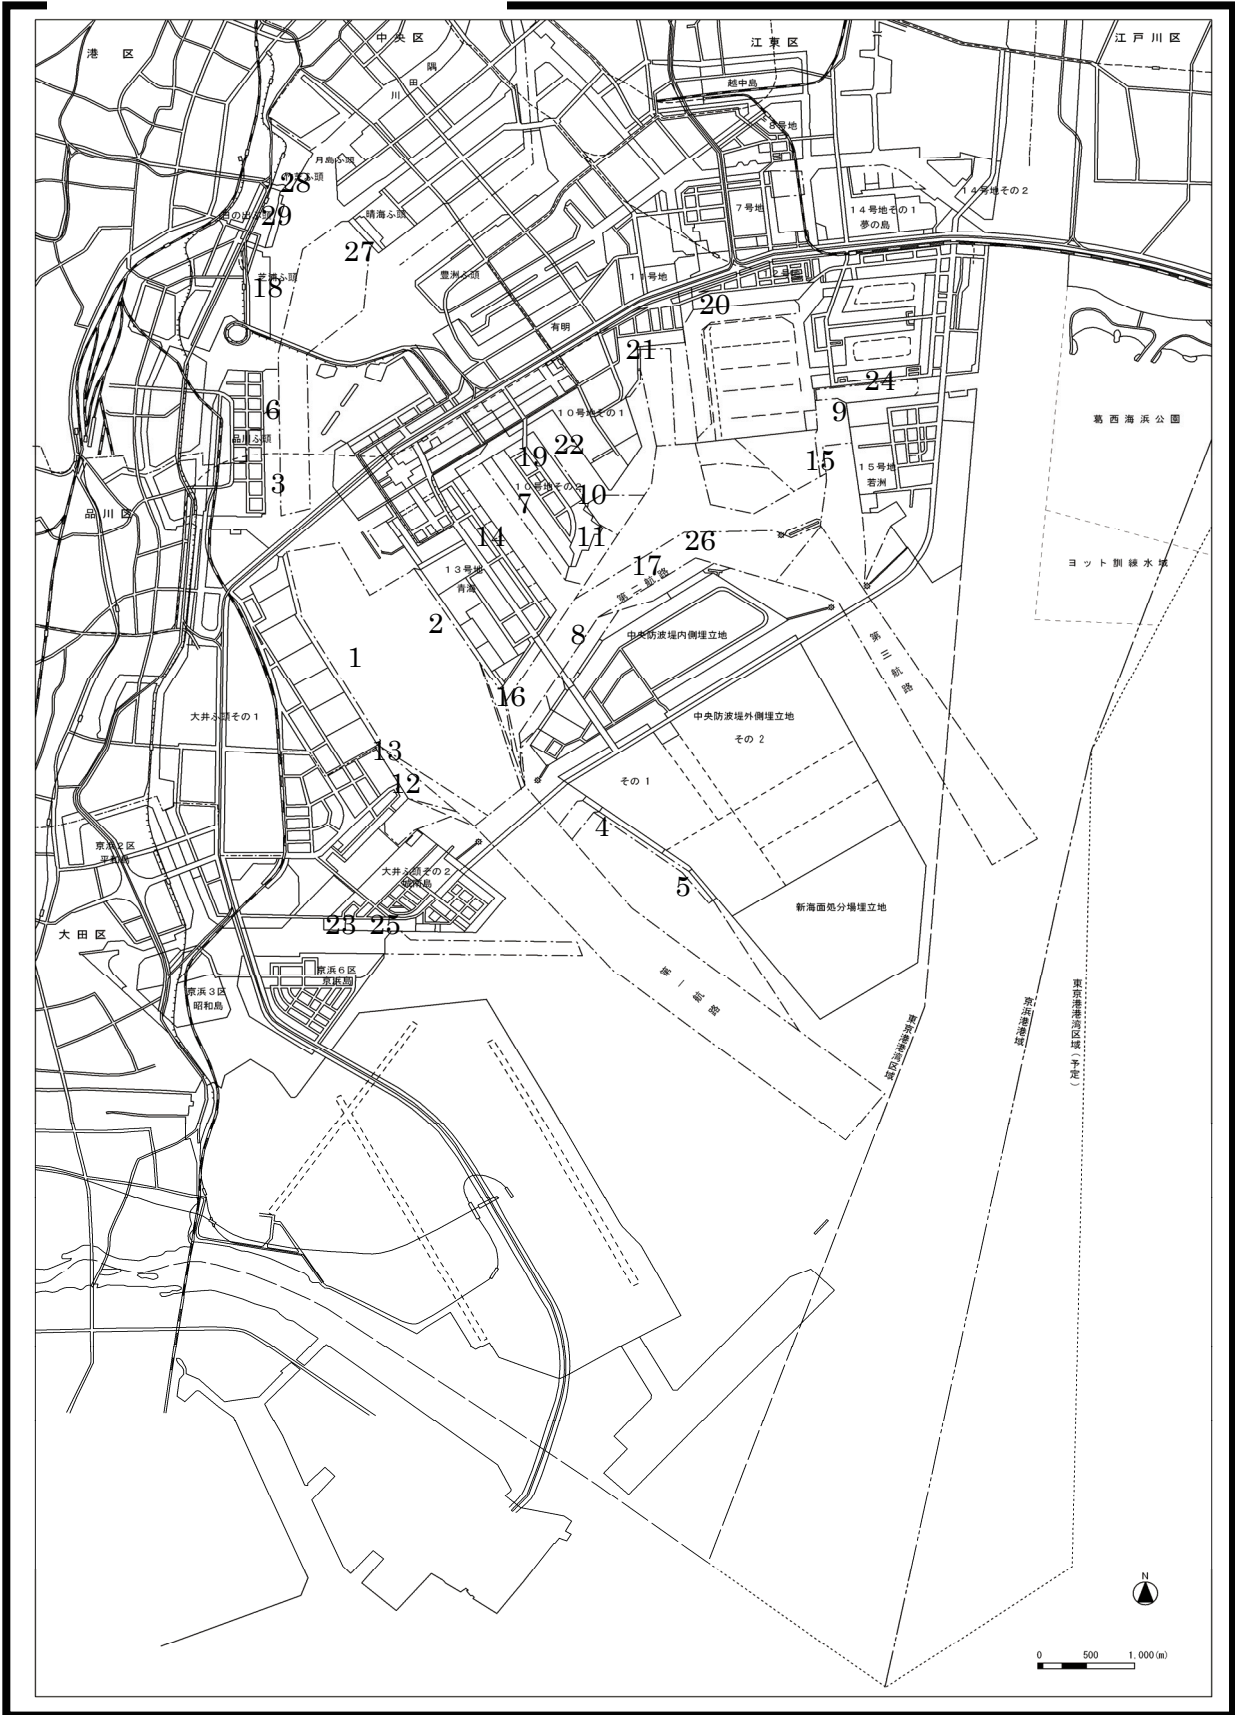 港 区
中央区
江東区
江戸川区
隅
田
川
越中島
8号地
月島ふ頭
28
14号地その2
日の出ふ頭
29
晴海ふ頭
7号地
14号地その1
夢の島
27
芝浦ふ頭
18
豊洲ふ頭
11号地
20
有明
21
24
6
9
10号地その1
葛西海浜公園
品川ふ頭
22
19
15
15号地
若洲
3
10号地その2
7
10
品川区
14
11
26
17
13号地
青海
第二航路
ヨット訓練水域
2
8
中央防波堤内側埋立地
第三航路
1
16
大井ふ頭その1
中央防波堤外側埋立地
その2
13
12
その1
4
京浜2区
平和島
大井ふ頭その2
城南島
5
新海面処分場埋立地
23
25
大田区
京浜6区
京浜島
第一航路
京浜3区
昭和島
東京港港湾区域
京浜港港域
東京港港湾区域(予定)
N
0 500 1,000(m)